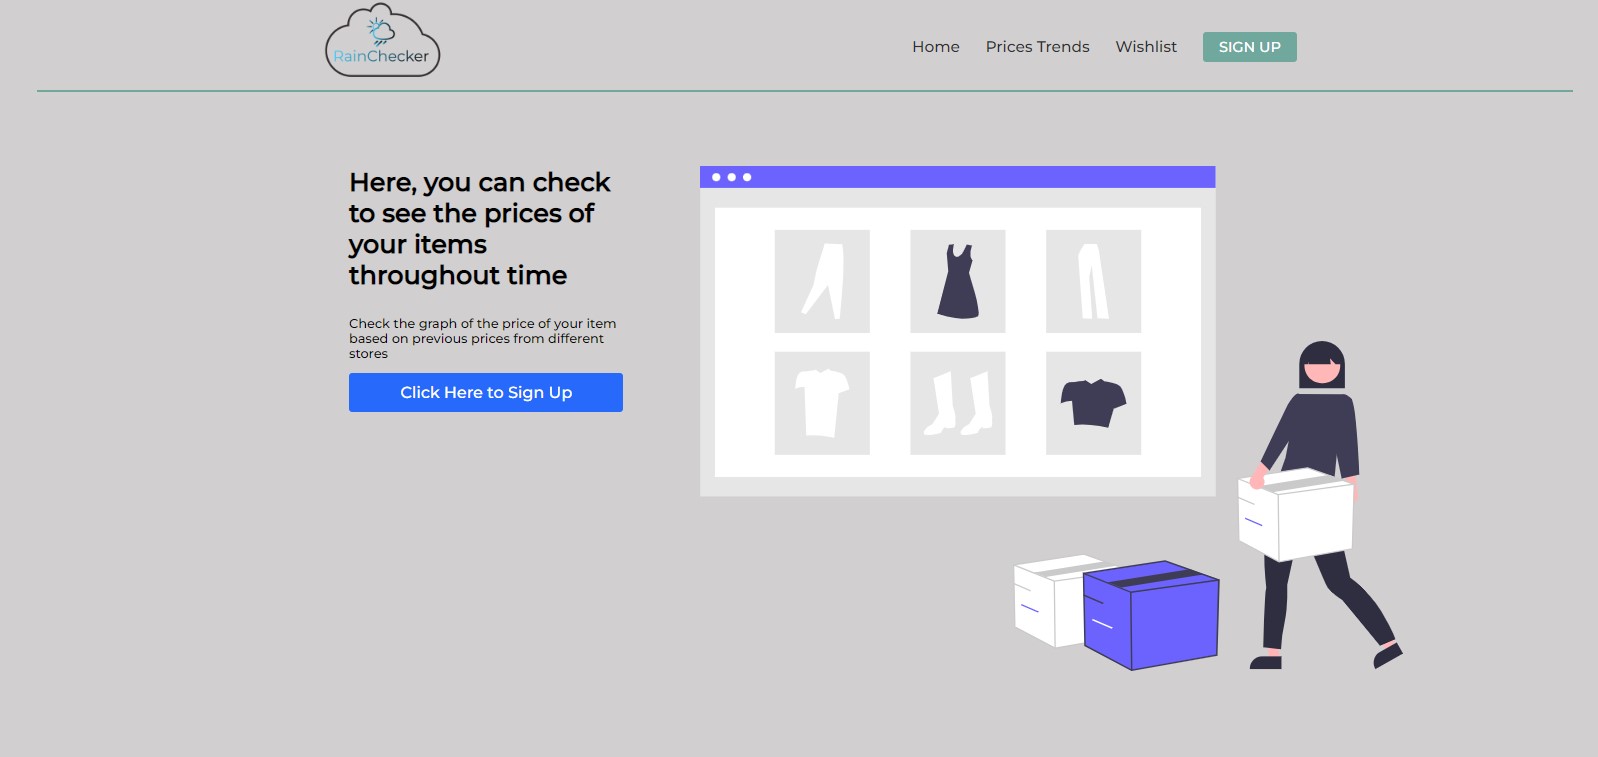 RainChecker
Home
Prices Trends
Wishlist
SIGN UP
Here, you can check
to see the prices of
your items
throughout time
Check the graph of the price of your item
based on previous prices from different
stores
Click Here to Sign Up